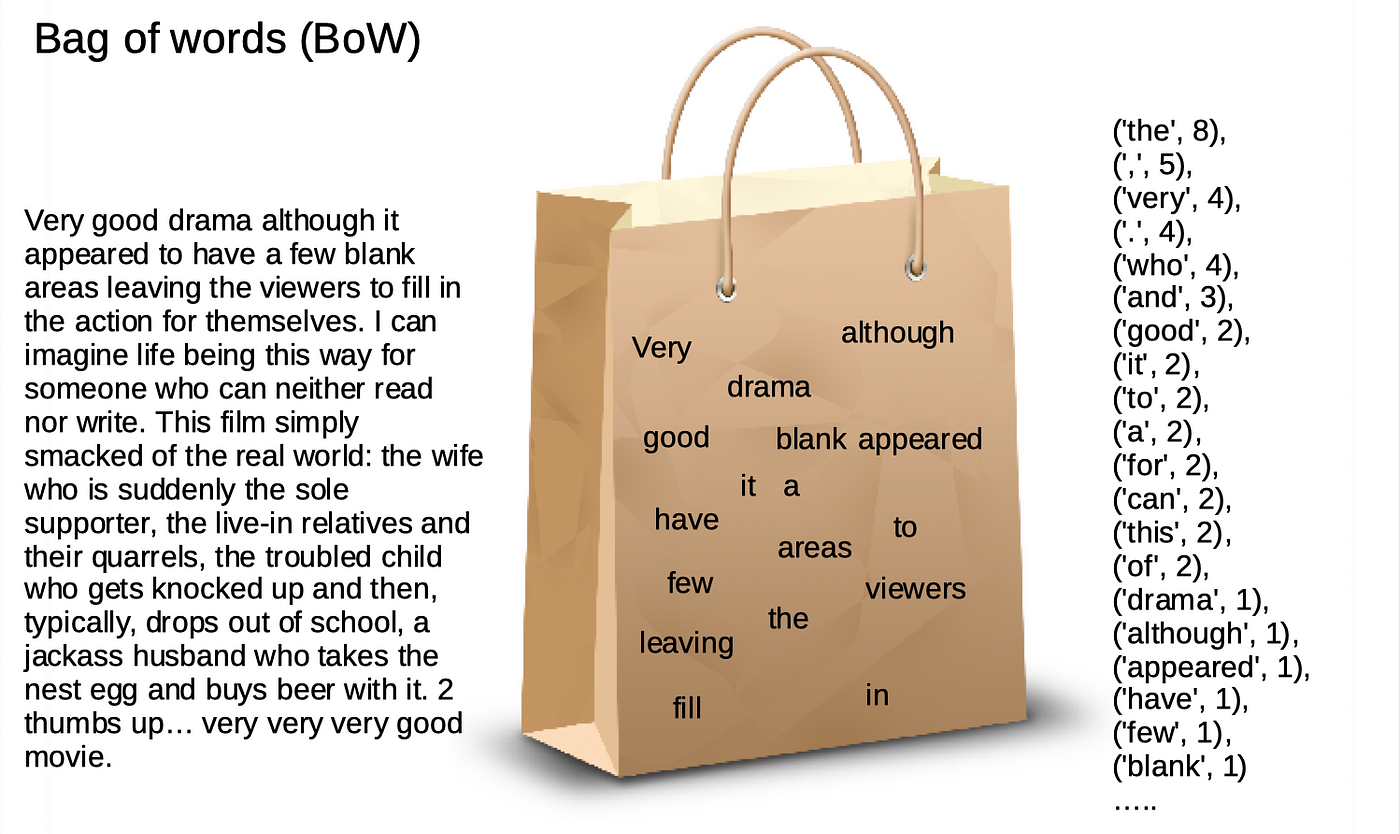 Bag of words (BoW)
Very good drama although it
appeared to have a few blank
areas leaving the viewers to fill in
the action for themselves. I can
imagine life being this way for
someone who can neither read
nor write. This film simply
smacked of the real world: the wife
who is suddenly the sole
supporter, the live-in relatives and
their quarrels, the troubled child
who gets knocked up and then,
typically, drops out of school, a
jackass husband who takes the
nest egg and buys beer with it. 2
thumbs up… very very very good
movie.
Very
although
drama
good
blank appeared
it a
have
to
areas
few
viewers
the
leaving
in
fill
('the', 8),
(',', 5),
('very', 4),
('.', 4),
('who', 4),
('and', 3),
('good', 2),
('it', 2),
('to', 2),
('a', 2),
('for', 2),
('can', 2),
('this', 2),
('of', 2),
('drama', 1),
('although', 1),
('appeared', 1),
('have', 1),
('few', 1),
('blank', 1)
…..